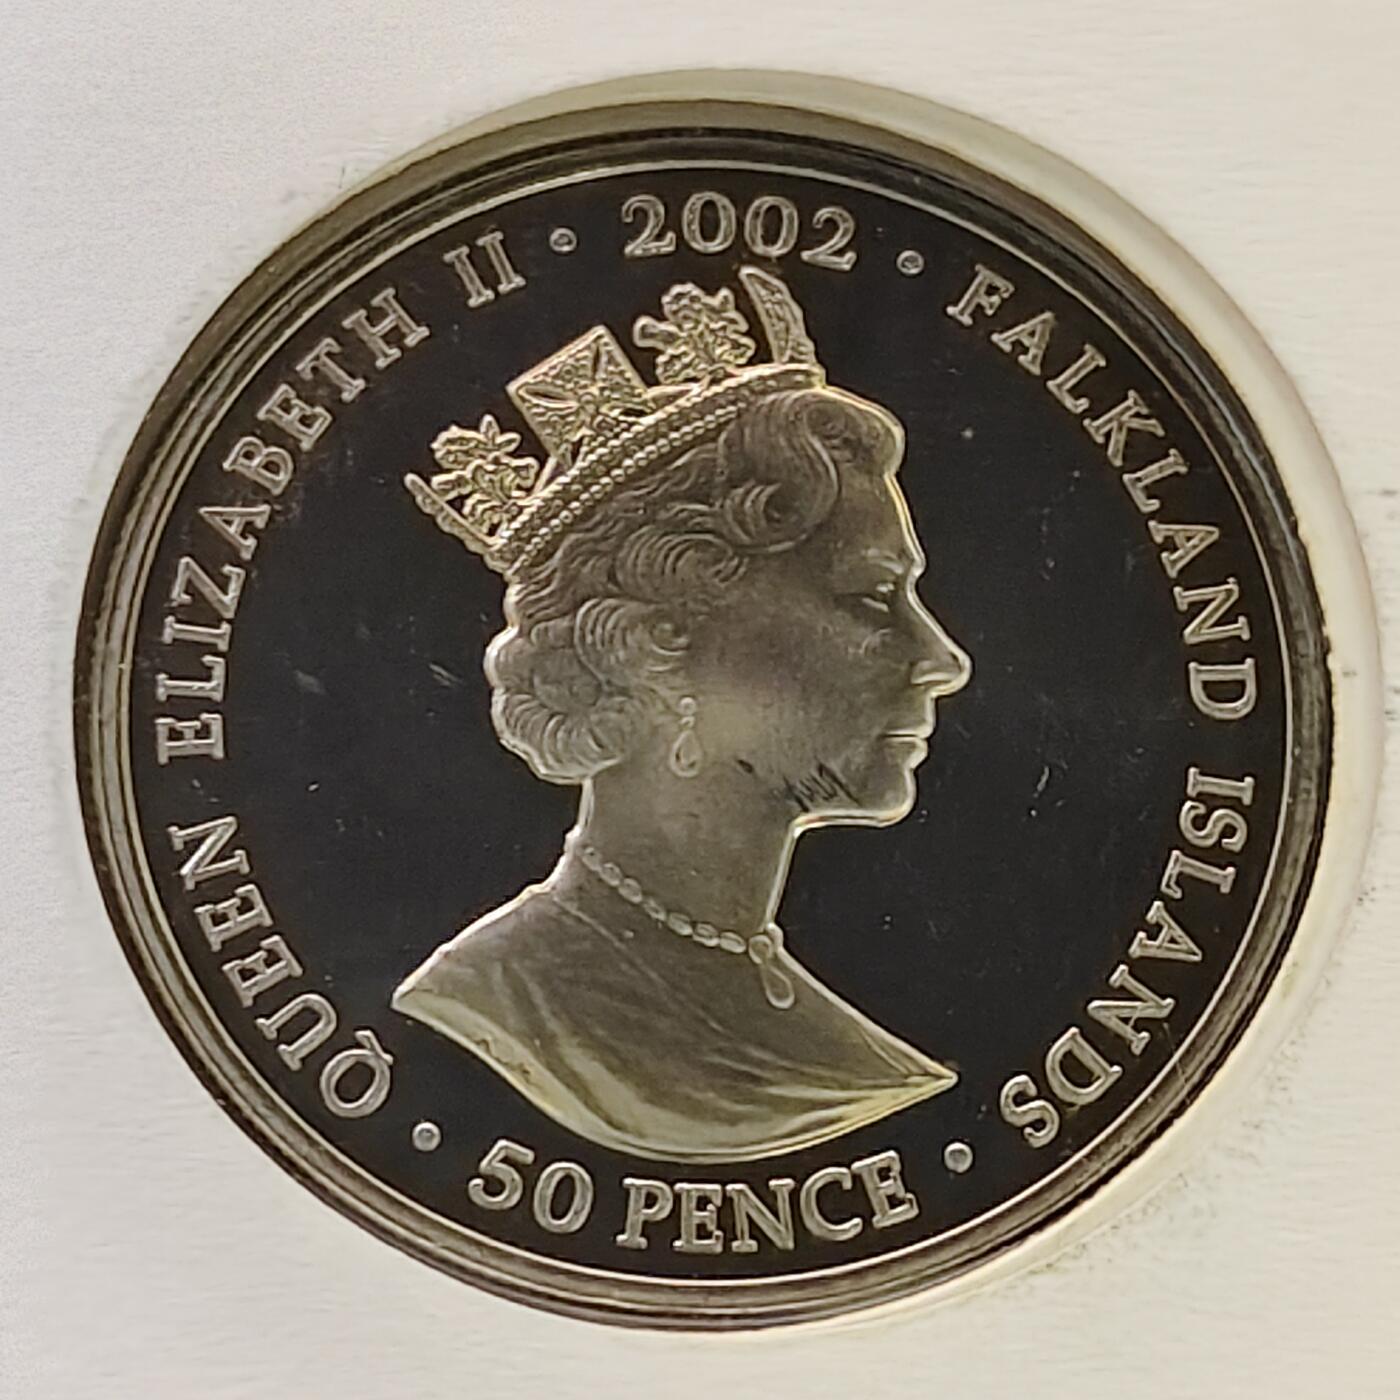 QUEEN ELIZABETH II · 2002 · FALKLAND ISLANDS
· 50 PENCE ·